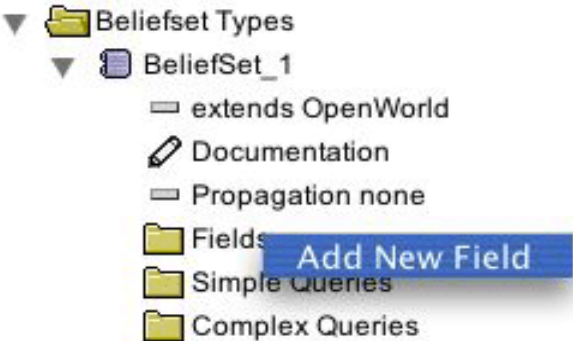 Beliefset Types
BeliefSet_1
extends OpenWorld
Documentation
Propagation none
Fields
Add New Field
Simple Queries
Complex Queries